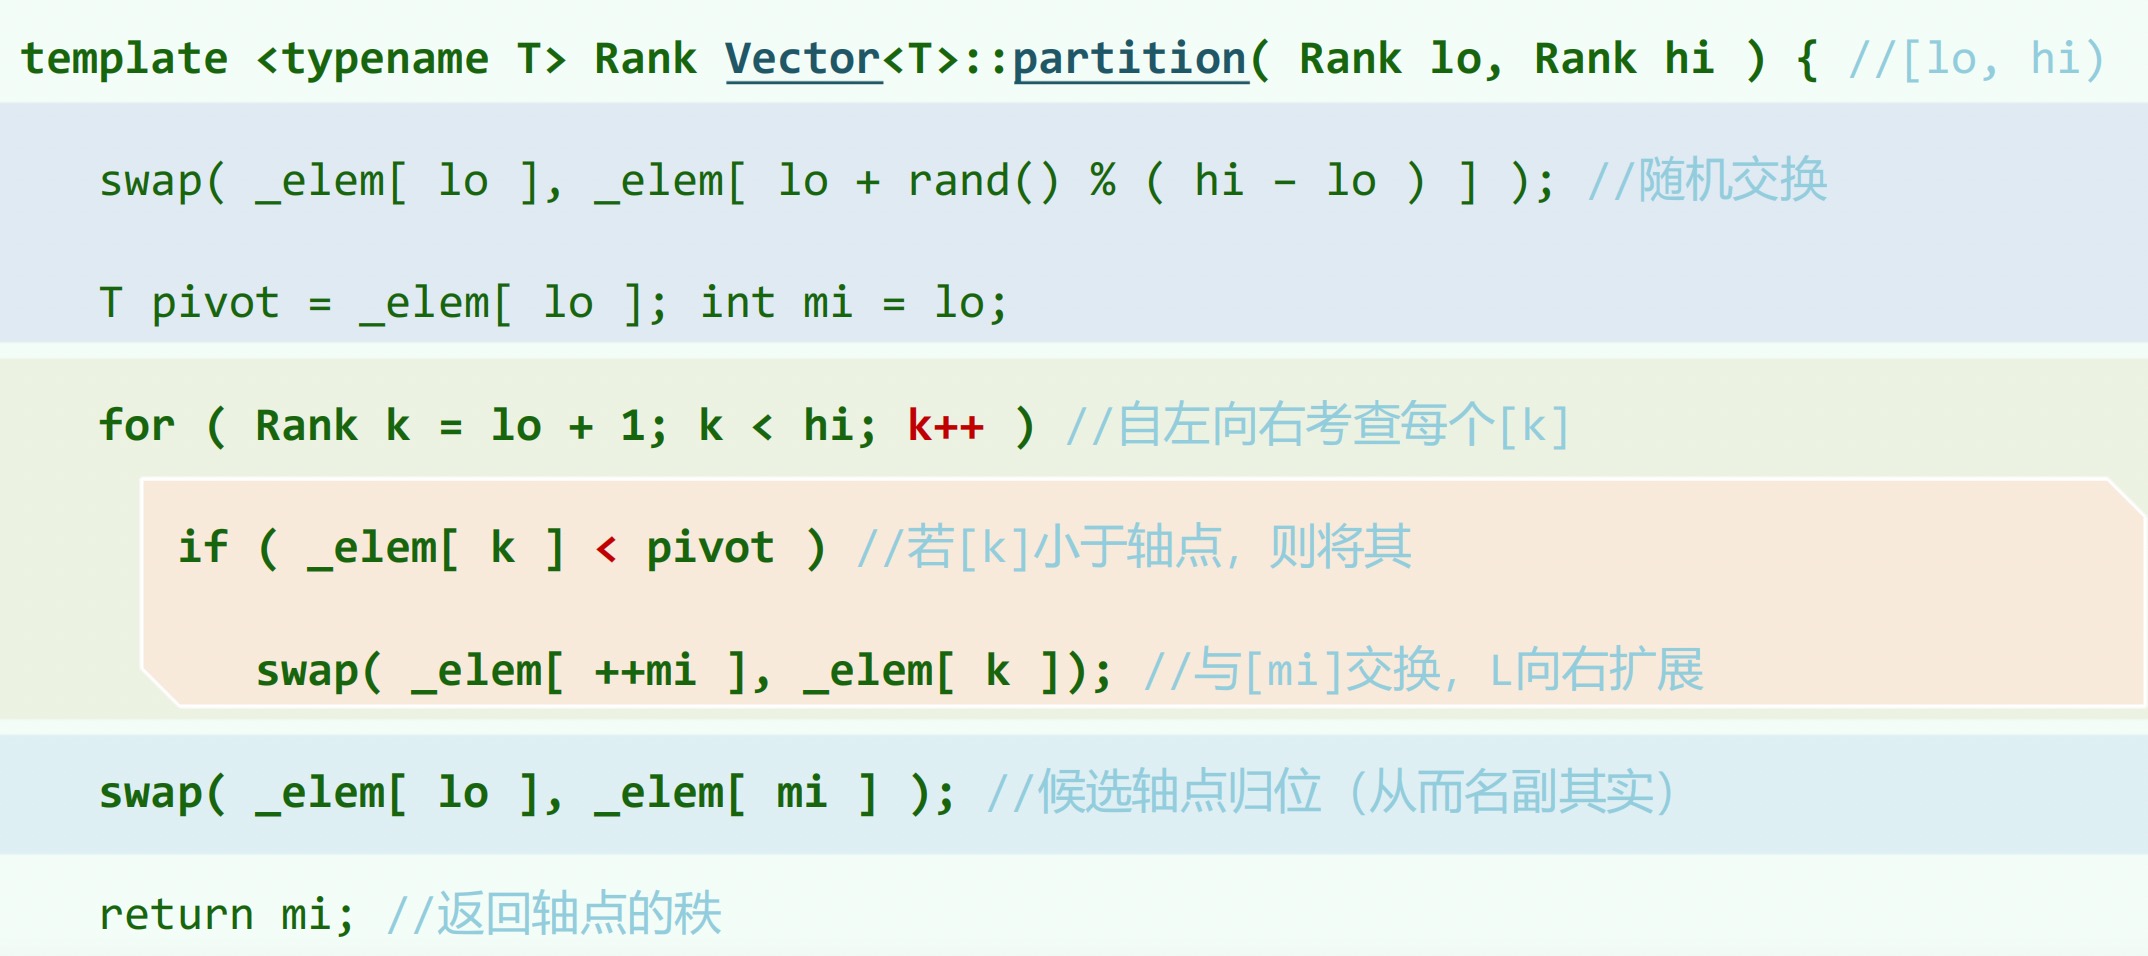 template <typename T> Rank Vector<T>::partition( Rank lo, Rank hi ) { //[lo, hi)
swap( _elem[ lo ], _elem[ lo + rand() % ( hi – lo ) ] ); //随机交换
T pivot = _elem[ lo ]; int mi = lo;
for ( Rank k = lo + 1; k < hi; k++ ) //自左向右考查每个[k]
if ( _elem[ k ] < pivot ) //若[k]小于轴点，则将其
swap( _elem[ ++mi ], _elem[ k ]); //与[mi]交换，L向右扩展
swap( _elem[ lo ], _elem[ mi ] ); //候选轴点归位（从而名副其实）
return mi; //返回轴点的秩